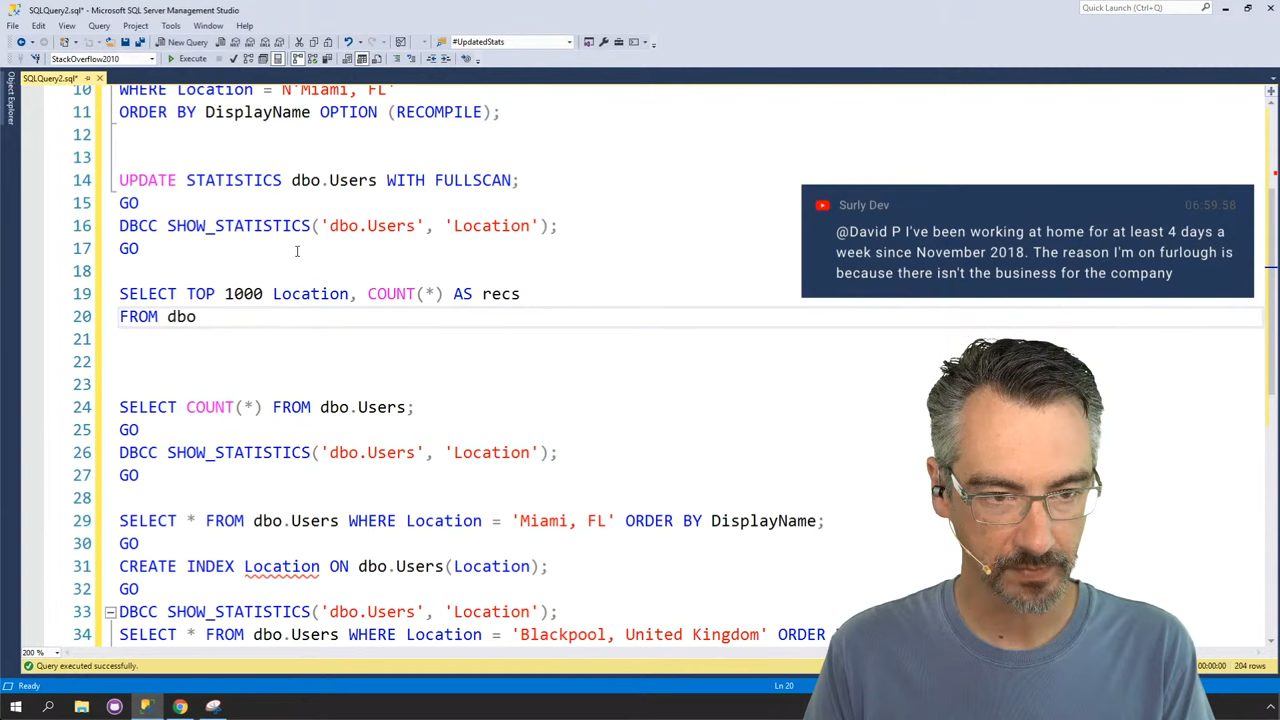 SQLQuery2.sql* - Microsoft SQL Server Management Studio
Quick Launch (Ctrl+Q)
File Edit View Query Project Tools Window Help
New Query
#UpdatedStats
StackOverflow2010
Execute
SQLQuery2.sql*
Object Explorer
10 WHERE Location = N'Miami, FL'
11 ORDER BY DisplayName OPTION (RECOMPILE);
12
13
14 UPDATE STATISTICS dbo.Users WITH FULLSCAN;
15 GO
16 DBCC SHOW_STATISTICS('dbo.Users', 'Location');
17 GO
18
19 SELECT TOP 1000 Location, COUNT(*) AS recs
20 FROM dbo
21
22
23
24 SELECT COUNT(*) FROM dbo.Users;
25 GO
26 DBCC SHOW_STATISTICS('dbo.Users', 'Location');
27 GO
28
29 SELECT * FROM dbo.Users WHERE Location = 'Miami, FL' ORDER BY DisplayName;
30 GO
31 CREATE INDEX Location ON dbo.Users(Location);
32 GO
33 DBCC SHOW_STATISTICS('dbo.Users', 'Location');
34 SELECT * FROM dbo.Users WHERE Location = 'Blackpool, United Kingdom' ORDER
Surly Dev 06:59:58
@David P I've been working at home for at least 4 days a
week since November 2018. The reason I'm on furlough is
because there isn't the business for the company
200 %
Query executed successfully.
00:00:00 204 rows
Ready
Ln 20